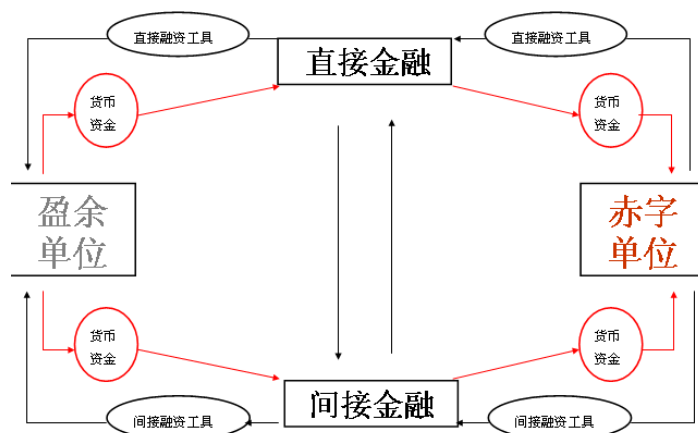 直接融资工具
直接融资工具
直接金融
货币
资金
货币
资金
盈余
单位
赤字
单位
货币
资金
货币
资金
间接金融
间接融资工具
间接融资工具